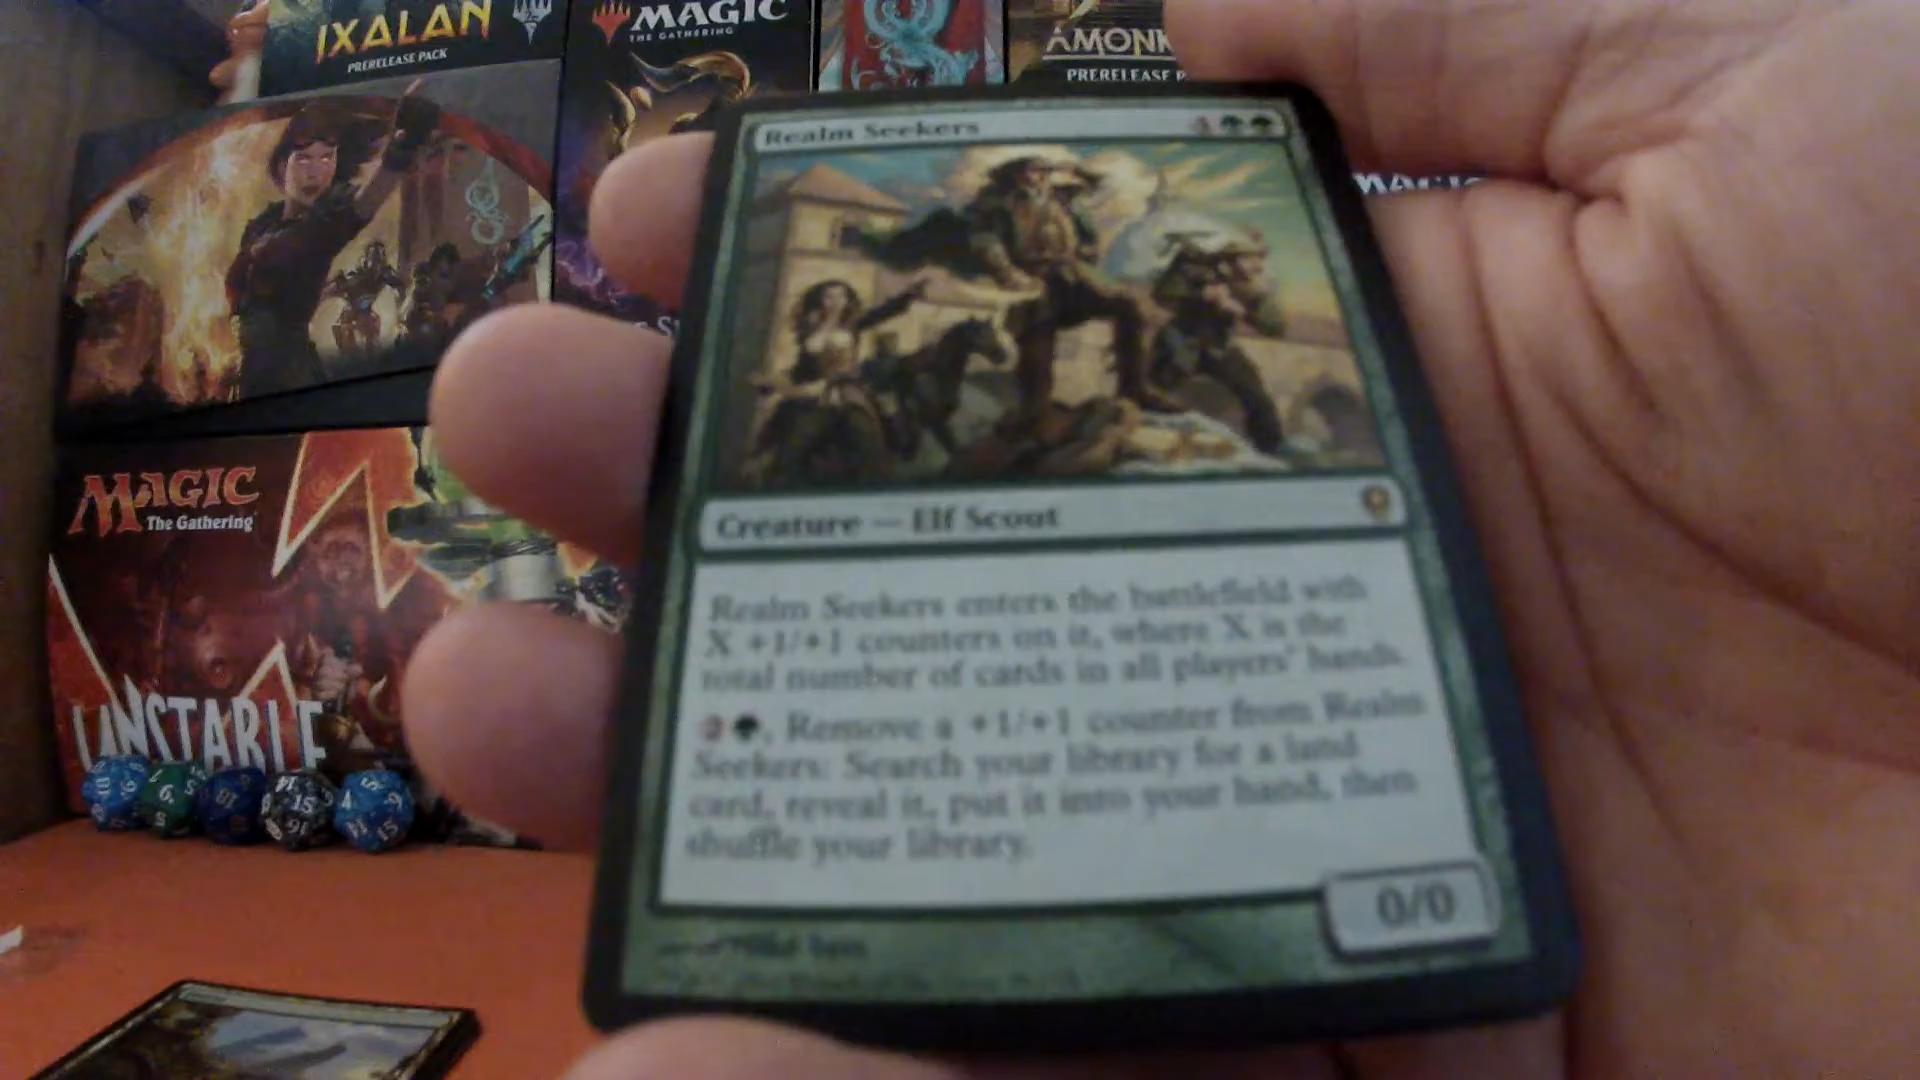 IXALAN
PRERELEASE PACK
MAGIC
THE GATHERING
AMONK
PRERELEASE P
MAGIC
Realm Seekers
4
Creature — Elf Scout
Realm Seekers enters the battlefield with
X +1/+1 counters on it, where X is the
total number of cards in all players' hands.
2 , Remove a +1/+1 counter from Realm
Seekers: Search your library for a land
card, reveal it, put it into your hand, then
shuffle your library.
0/0
MAGIC
The Gathering
UNSTABLE